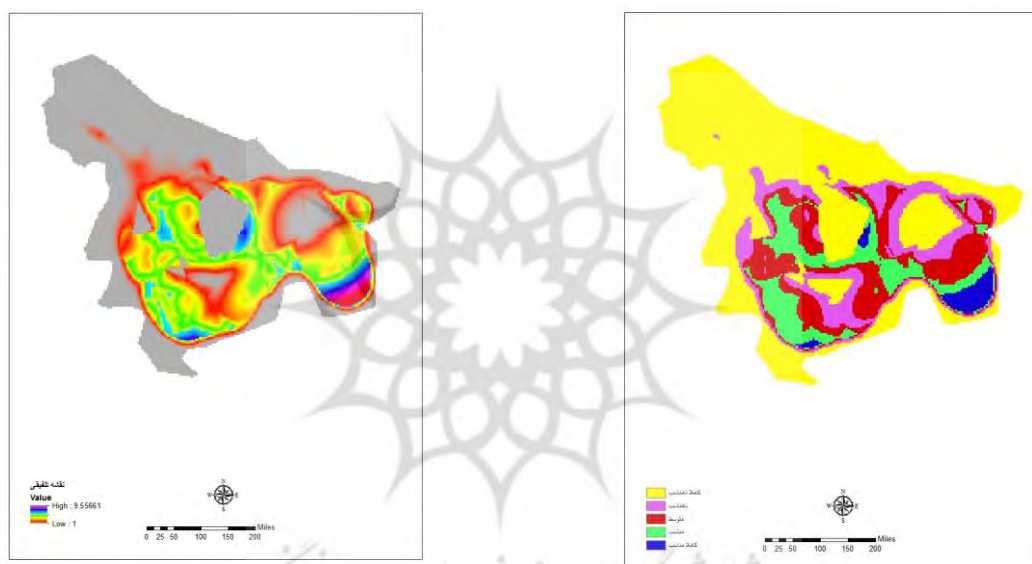 نقشه تلفیقی
Value
High : 9.55661
Low : 1
N
W E
S
Miles
0 25 50 100 150 200
کاملا نامناسب
نامناسب
متوسط
مناسب
کاملا مناسب
N
W E
S
Miles
0 25 50 100 150 200